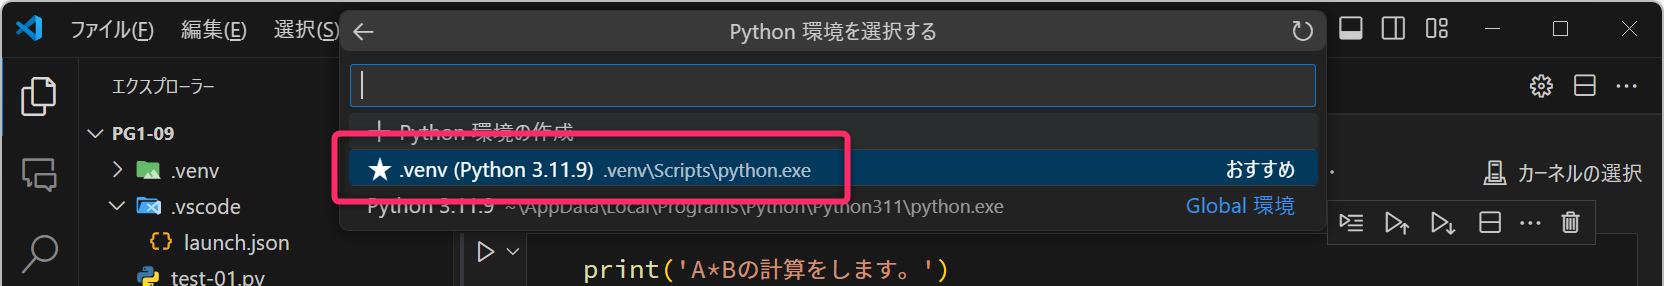 ファイル(F) 編集(E) 選択(S)
Python 環境を選択する
エクスプローラー
PG1-09
.venv
.vscode
launch.json
test-01.py
Python 環境の作成
.venv (Python 3.11.9) .venv\Scripts\python.exe おすすめ
Python 3.11.9 ~\AppData\Local\Programs\Python\Python311\python.exe Global 環境
カーネルの選択
print('A*Bの計算をします。')